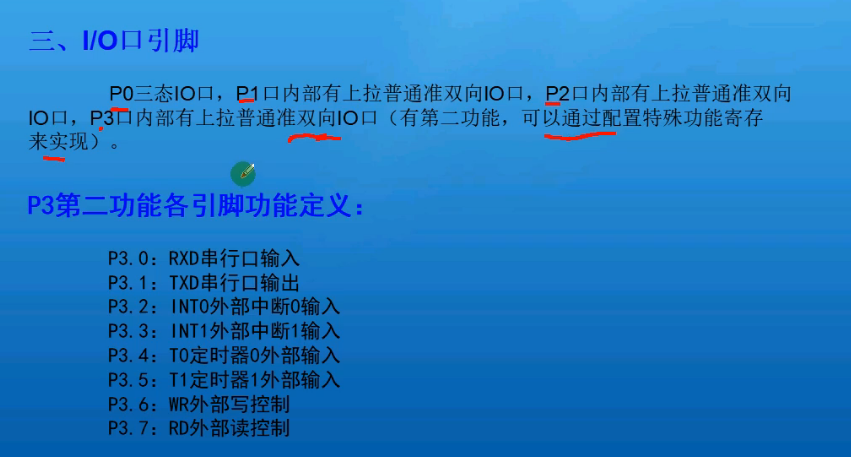 三、I/O口引脚
P0三态IO口，P1口内部有上拉普通准双向IO口，P2口内部有上拉普通准双向
IO口，P3口内部有上拉普通准双向IO口（有第二功能，可以通过配置特殊功能寄存
来实现）。
P3第二功能各引脚功能定义：
P3.0：RXD串行口输入
P3.1：TXD串行口输出
P3.2：INT0外部中断0输入
P3.3：INT1外部中断1输入
P3.4：T0定时器0外部输入
P3.5：T1定时器1外部输入
P3.6：WR外部写控制
P3.7：RD外部读控制